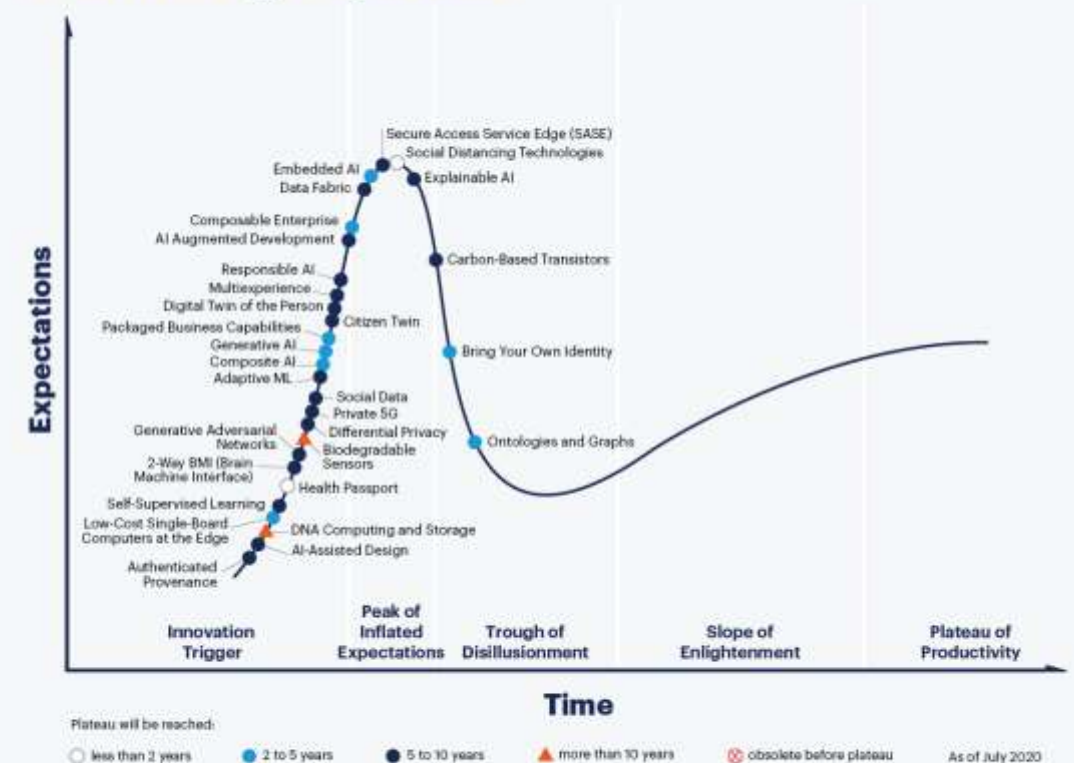 Secure Access Service Edge (SASE)
Social Distancing Technologies
Embedded AI
Explainable AI
Data Fabric
Composable Enterprise
AI Augmented Development
Carbon-Based Transistors
Responsible AI
Multiexperience
Digital Twin of the Person
Citizen Twin
Packaged Business Capabilities
Generative AI
Bring Your Own Identity
Composite AI
Adaptive ML
Social Data
Private 5G
Generative Adversarial
Networks
Differential Privacy
Ontologies and Graphs
Biodegradable
Sensors
2-Way BMI (Brain
Machine Interface)
Health Passport
Self-Supervised Learning
Low-Cost Single-Board
Computers at the Edge
DNA Computing and Storage
AI-Assisted Design
Authenticated
Provenance
Expectations
Innovation
Trigger
Peak of
Inflated
Expectations
Trough of
Disillusionment
Slope of
Enlightenment
Plateau of
Productivity
Time
Plateau will be reached:
less than 2 years
2 to 5 years
5 to 10 years
more than 10 years
obsolete before plateau
As of July 2020